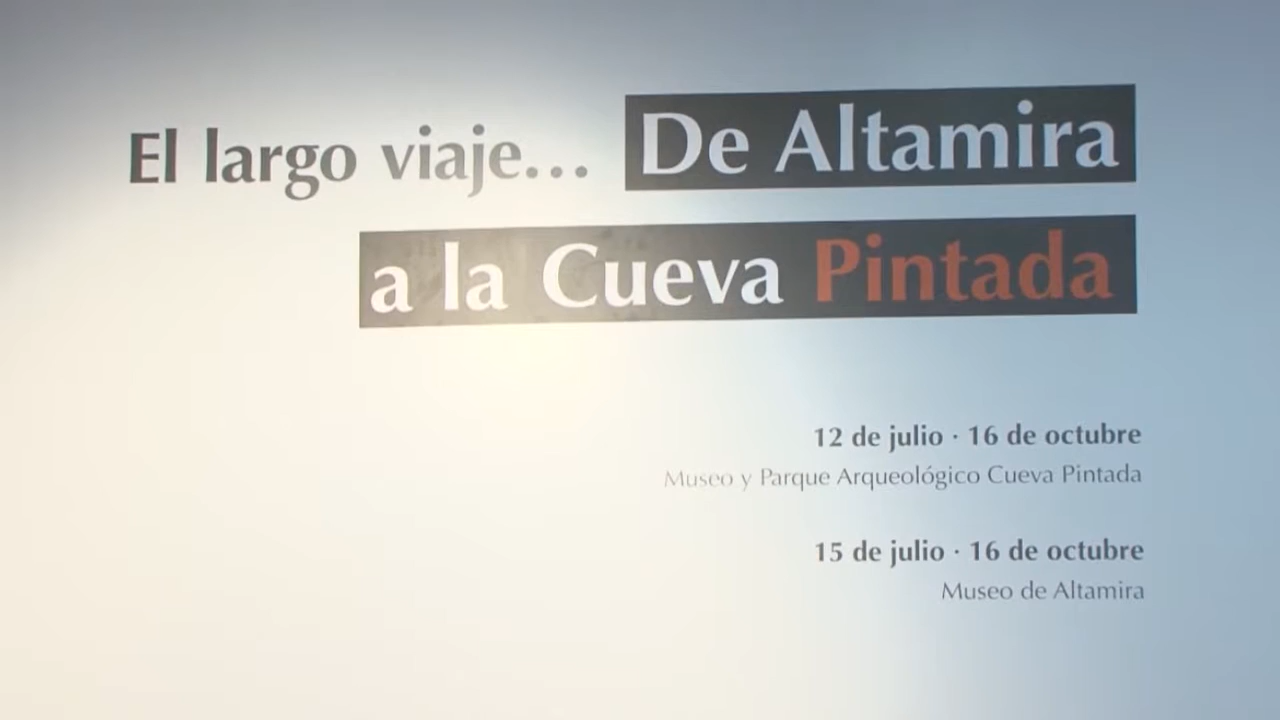 El largo viaje... De Altamira
a la Cueva Pintada
12 de julio · 16 de octubre
Museo y Parque Arqueológico Cueva Pintada
15 de julio · 16 de octubre
Museo de Altamira